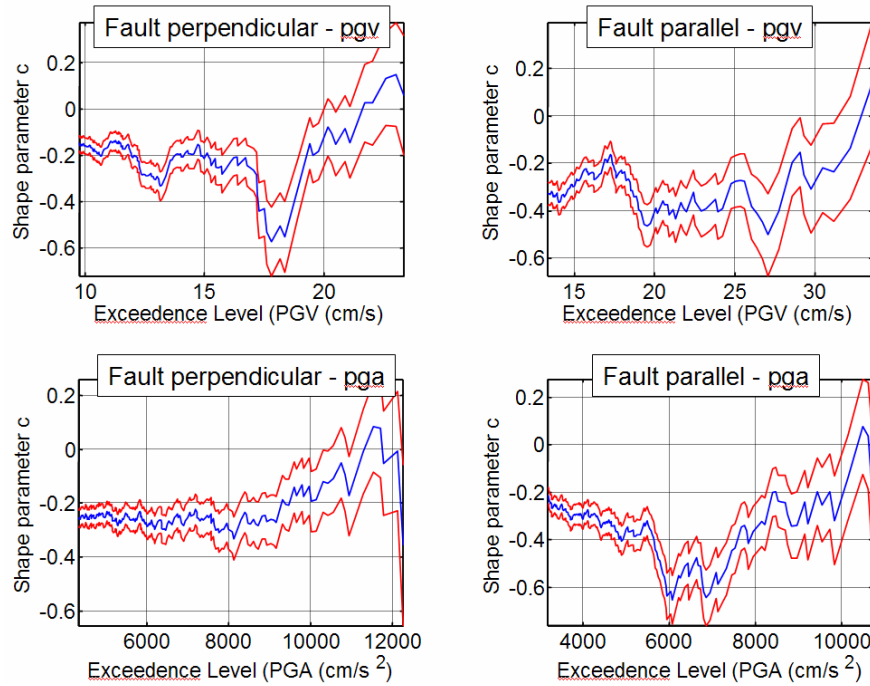 Fault perpendicular - pgv
Shape parameter c
0.2
0
-0.2
-0.4
-0.6
10
15
20
Exceedence Level (PGV (cm/s)
Fault parallel - pgv
Shape parameter c
0.2
0
-0.2
-0.4
-0.6
15
20
25
30
Exceedence Level (PGV (cm/s)
Fault perpendicular - pga
Shape parameter c
0.2
0
-0.2
-0.4
-0.6
6000
8000
10000
12000
Exceedence Level (PGA (cm/s 2)
Fault parallel - pga
Shape parameter c
0.2
0
-0.2
-0.4
-0.6
4000
6000
8000
10000
Exceedence Level (PGA (cm/s 2)